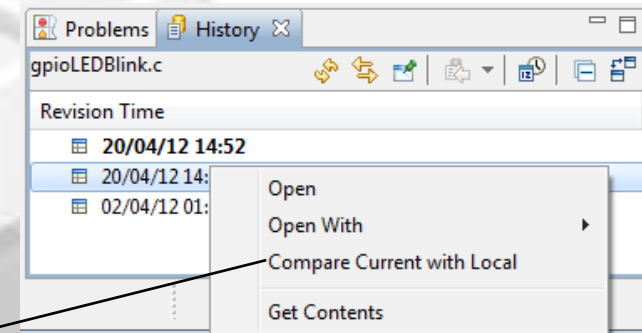 Problems History
gpioLEDBlink.c
Revision Time
20/04/12 14:52
20/04/12 14:
02/04/12 01:
Open
Open With
Compare Current with Local
Get Contents